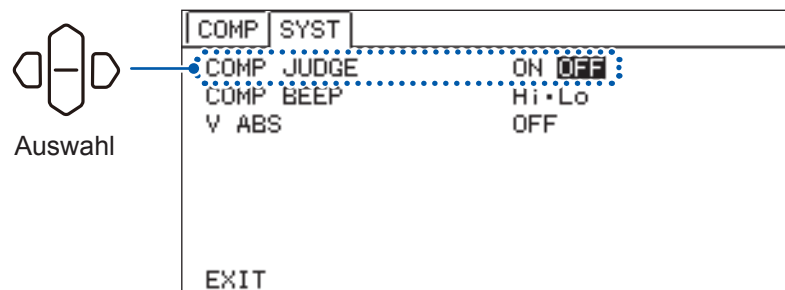 COMP SYST
COMP JUDGE ON OFF
COMP BEEP Hi•Lo
V ABS OFF
EXIT
Auswahl